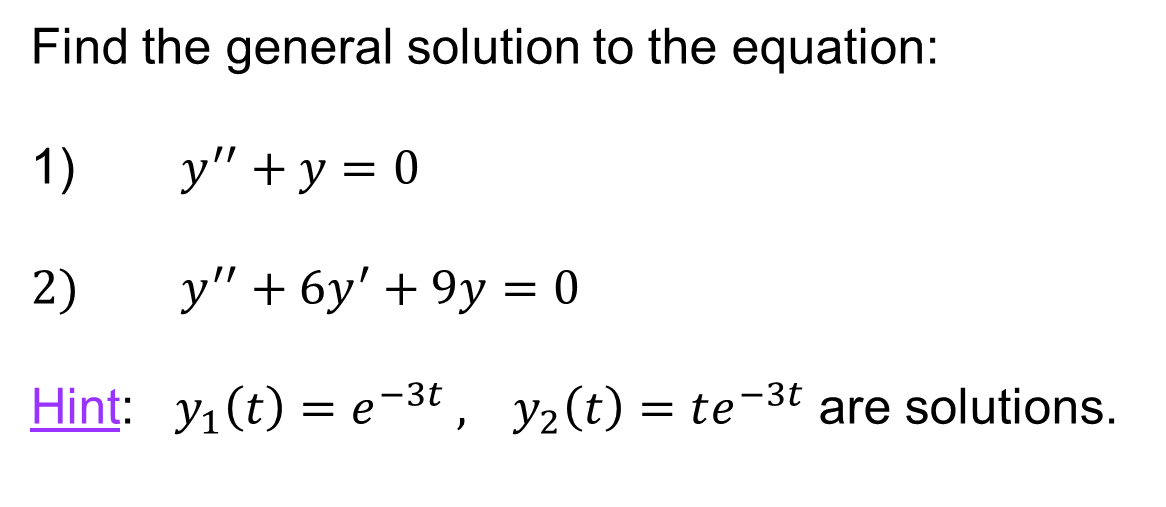 Find the general solution to the equation:
1) y′′ + y = 0
2) y′′ + 6y′ + 9y = 0
Hint: y₁(t) = e⁻³ᵗ , y₂(t) = te⁻³ᵗ are solutions.